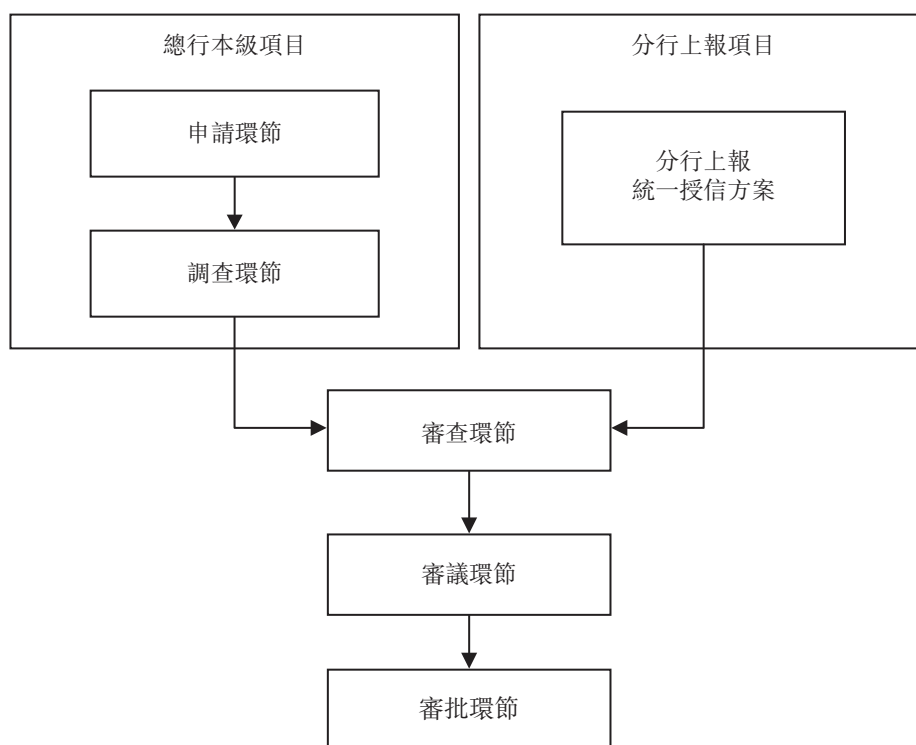 總行本級項目
申請環節
調查環節
分行上報項目
分行上報
統一授信方案
審查環節
審議環節
審批環節